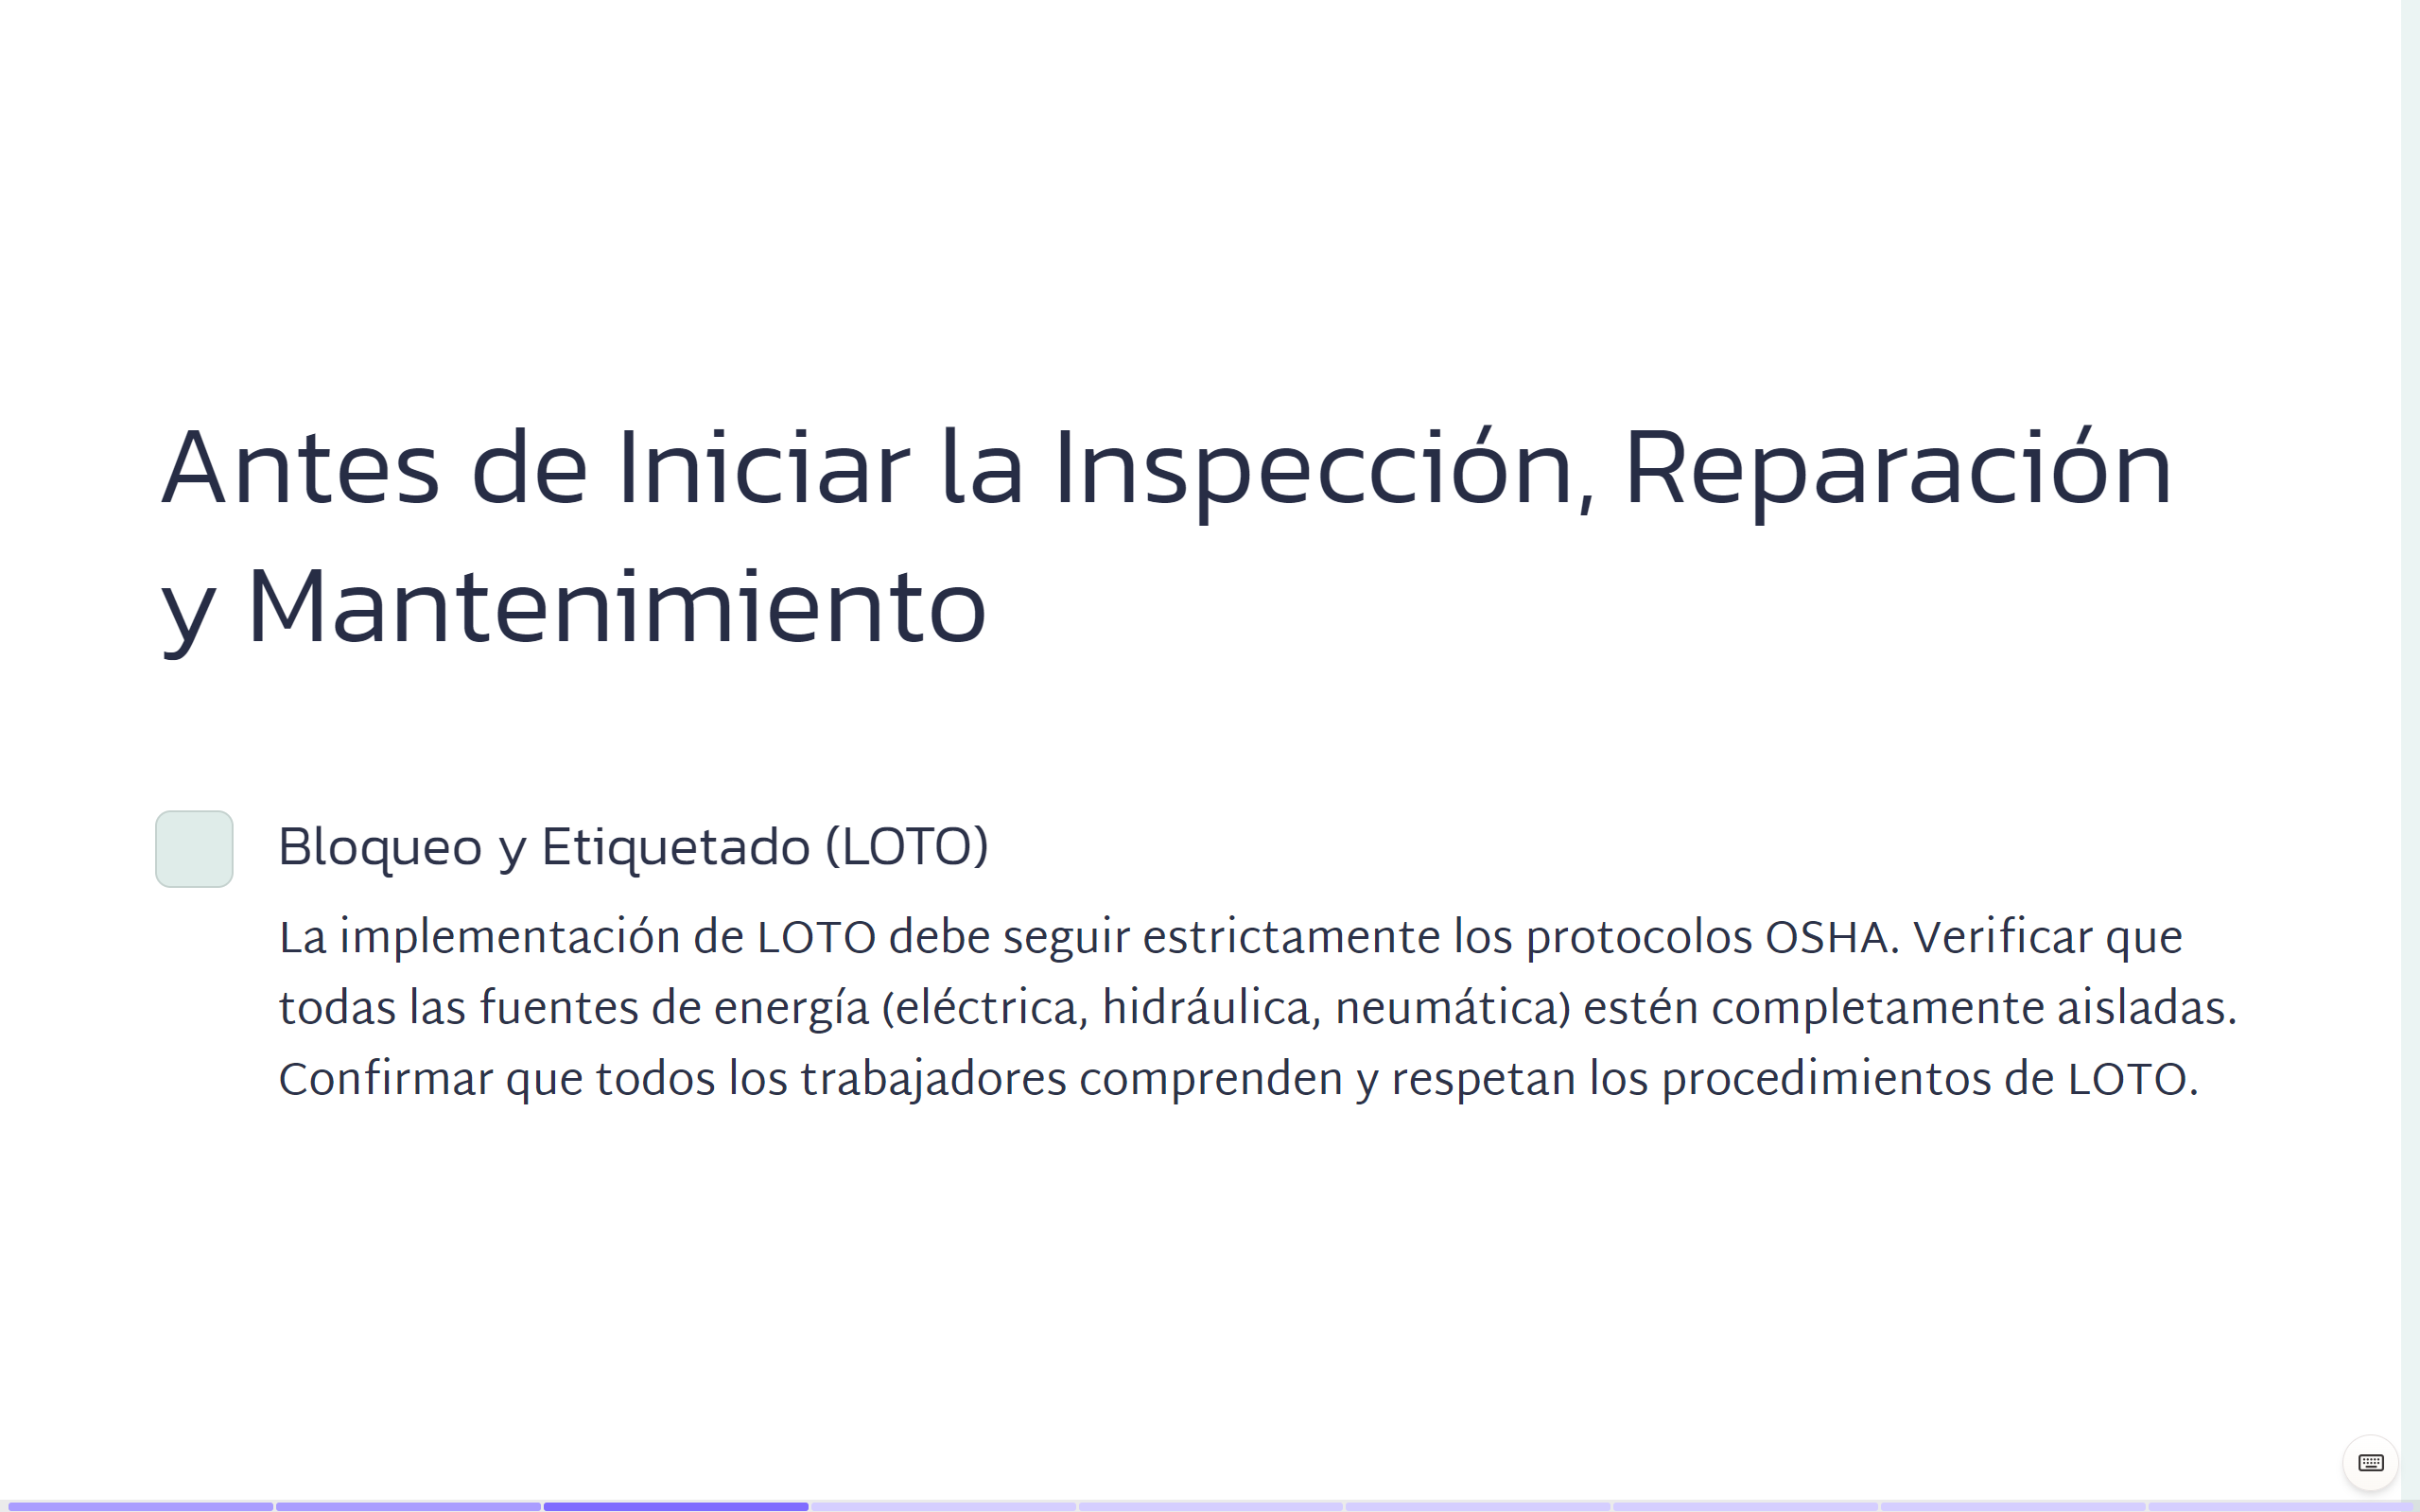 Antes de Iniciar la Inspección, Reparación
y Mantenimiento
Bloqueo y Etiquetado (LOTO)
La implementación de LOTO debe seguir estrictamente los protocolos OSHA. Verificar que
todas las fuentes de energía (eléctrica, hidráulica, neumática) estén completamente aisladas.
Confirmar que todos los trabajadores comprenden y respetan los procedimientos de LOTO.